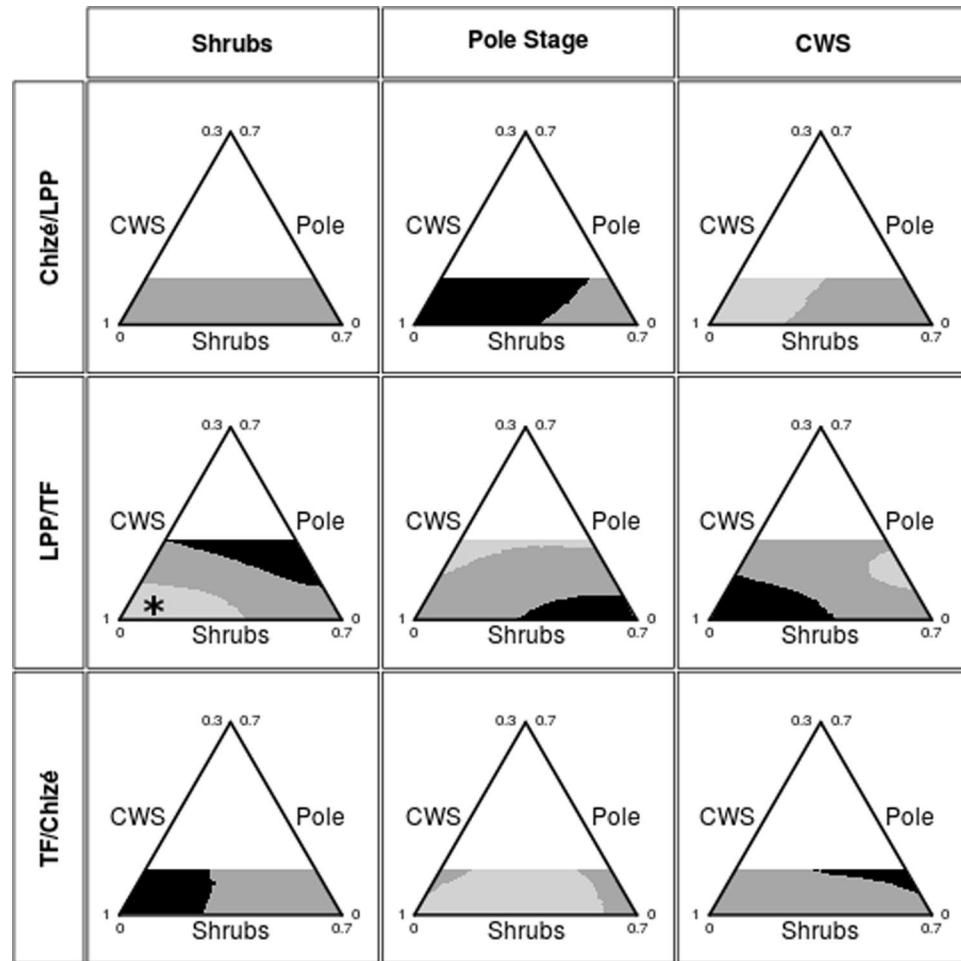 Shrubs Pole Stage CWS
Chizé/LPP
0.3 0.7 0.3 0.7 0.3 0.7
CWS Pole CWS Pole CWS Pole
1 0 1 0 1 0
0 Shrubs 0.7 0 Shrubs 0.7 0 Shrubs 0.7
LPP/TF
0.3 0.7 0.3 0.7 0.3 0.7
CWS Pole CWS Pole CWS Pole
*
1 0 1 0 1 0
0 Shrubs 0.7 0 Shrubs 0.7 0 Shrubs 0.7
TF/Chizé
0.3 0.7 0.3 0.7 0.3 0.7
CWS Pole CWS Pole CWS Pole
1 0 1 0 1 0
0 Shrubs 0.7 0 Shrubs 0.7 0 Shrubs 0.7